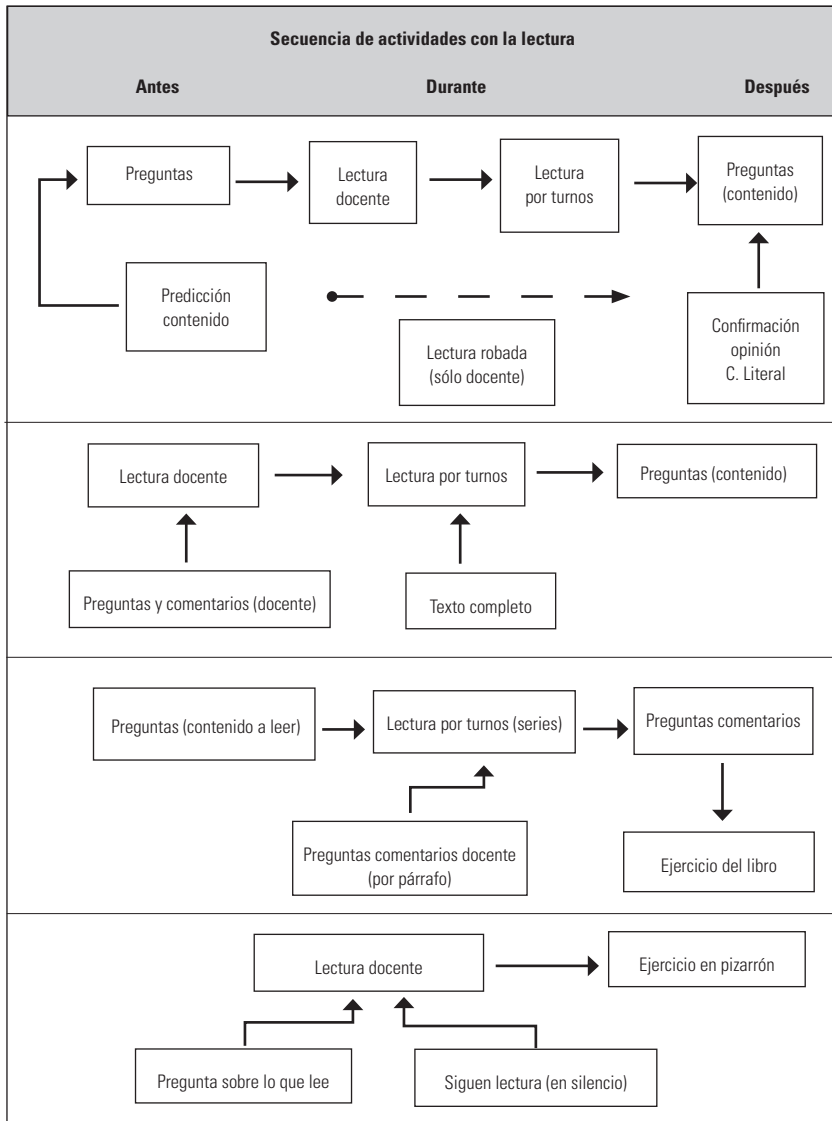 Secuencia de actividades con la lectura
Antes
Durante
Después
Preguntas
Lectura
docente
Lectura
por turnos
Preguntas
(contenido)
Predicción
contenido
Lectura robada
(sólo docente)
Confirmación
opinión
C. Literal
Lectura docente
Lectura por turnos
Preguntas (contenido)
Preguntas y comentarios (docente)
Texto completo
Preguntas (contenido a leer)
Lectura por turnos (series)
Preguntas comentarios
Preguntas comentarios docente
(por párrafo)
Ejercicio del libro
Lectura docente
Ejercicio en pizarrón
Pregunta sobre lo que lee
Siguen lectura (en silencio)